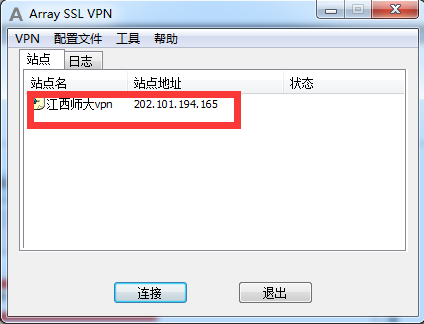 Array SSL VPN
VPN 配置文件 工具 帮助
站点 日志
站点名 站点地址 状态
江西师大vpn 202.101.194.165
连接 退出